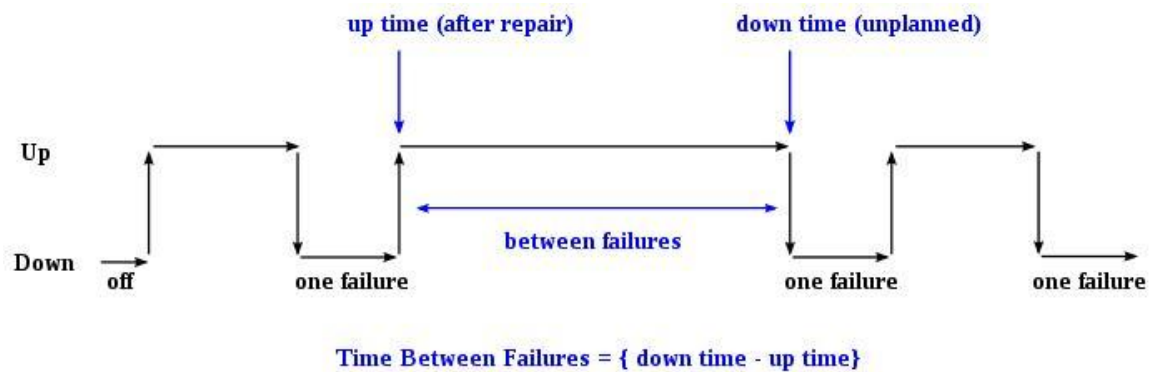 up time (after repair)
down time (unplanned)
Up
between failures
Down
off
one failure
one failure
one failure
Time Between Failures = { down time - up time}